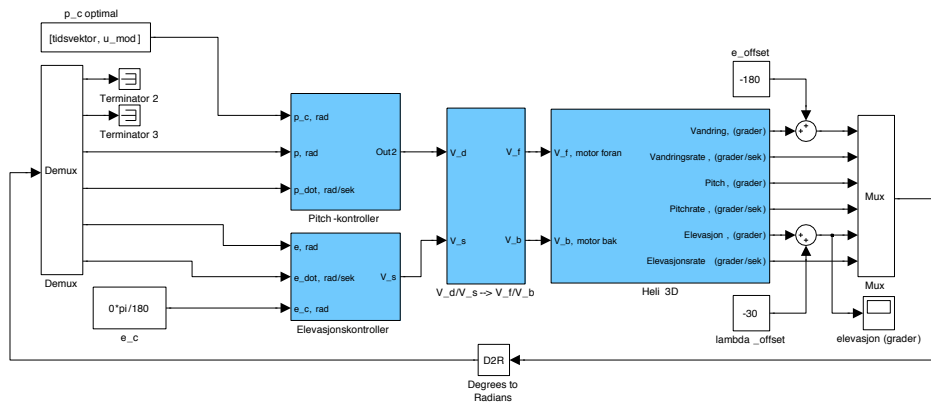 p_c optimal
[tidsvektor, u_mod ]
Terminator 2
Terminator 3
Demux
Demux
p_c, rad
p, rad
p_dot, rad/sek
Out2
Pitch -kontroller
e, rad
e_dot, rad/sek
e_c, rad
V_s
Elevasjonskontroller
0*pi/180
e_c
V_d
V_s
V_f
V_b
V_d/V_s --> V_f/V_b
V_f, motor foran
V_b, motor bak
Vandring, (grader)
Vandringsrate , (grader/sek)
Pitch , (grader)
Pitchrate , (grader/sek)
Elevasjon , (grader)
Elevasjonsrate (grader/sek)
Heli 3D
e_offset
-180
+
+
+
+
-30
lambda _offset
Mux
Mux
elevasjon (grader)
D2R
Degrees to
Radians